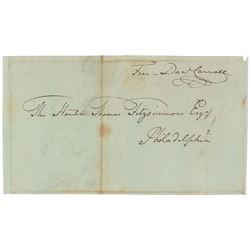 Free Danl Carroll
The Honble Thomas Fitzsimmons Esqr
Philadelphia